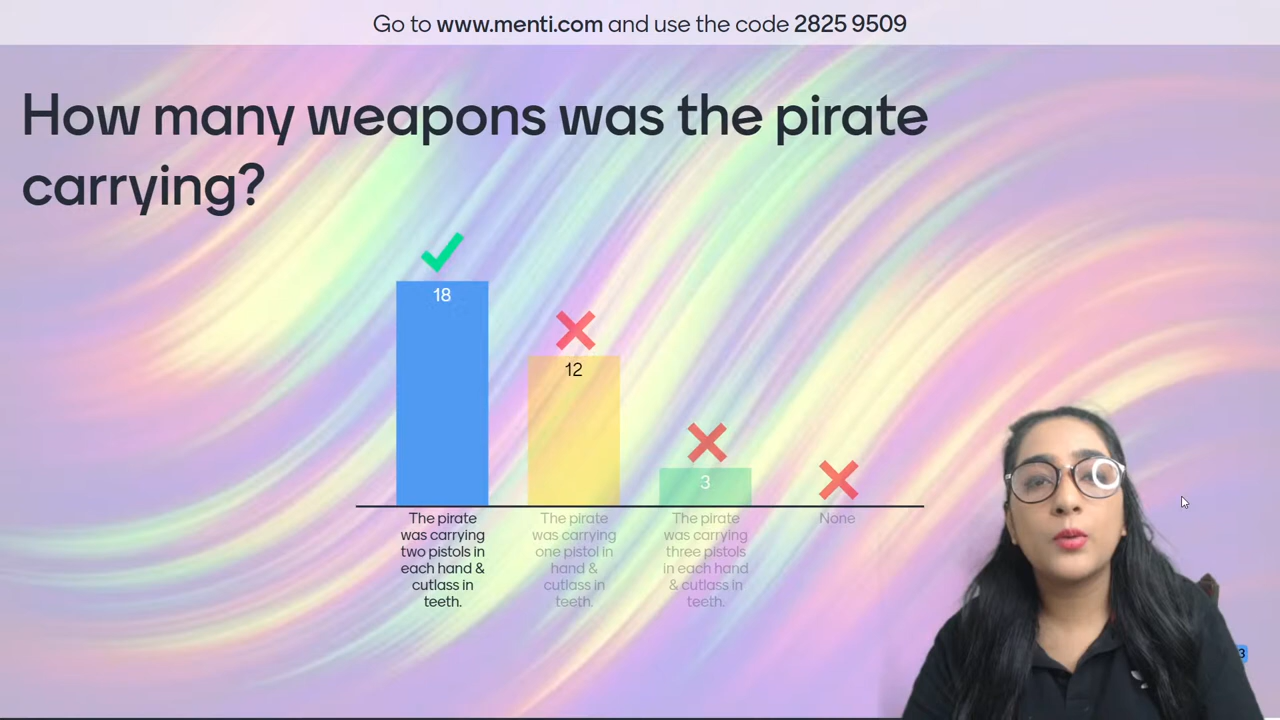 Go to www.menti.com and use the code 2825 9509
How many weapons was the pirate
carrying?
18
12
3
The pirate
was carrying
two pistols in
each hand &
cutlass in
teeth.
The pirate
was carrying
one pistol in
hand &
cutlass in
teeth.
The pirate
was carrying
three pistols
in each hand
& cutlass in
teeth.
None
3